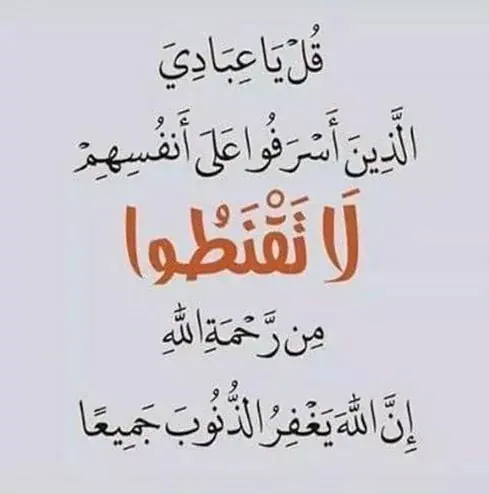 قُلْ يَا عِبَادِيَ
الَّذِينَ أَسْرَفُوا عَلَىٰ أَنفُسِهِمْ
لَا تَقْنَطُوا
مِن رَّحْمَةِ اللَّهِ
إِنَّ اللَّهَ يَغْفِرُ الذُّنُوبَ جَمِيعًا